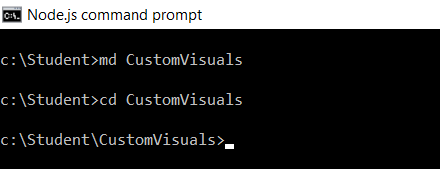 Node.js command prompt
c:\Student>md CustomVisuals
c:\Student>cd CustomVisuals
c:\Student\CustomVisuals>